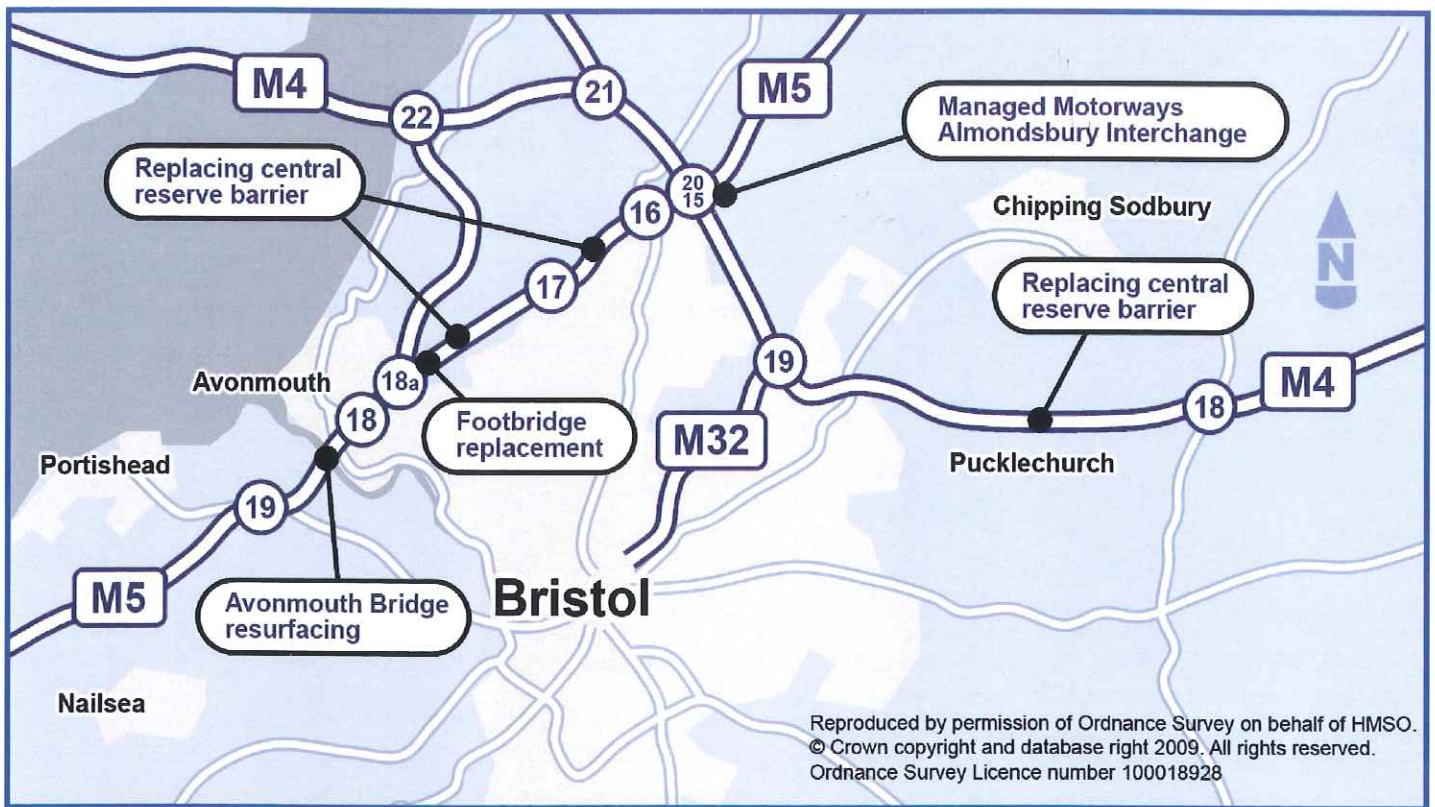 M4
22
21
M5
Managed Motorways
Almondsbury Interchange
Replacing central
reserve barrier
20
15
16
Chipping Sodbury
N
17
Replacing central
reserve barrier
19
Avonmouth
18a
18
M4
18
Footbridge
replacement
M32
Pucklechurch
Portishead
19
M5
Avonmouth Bridge
resurfacing
Bristol
Nailsea
Reproduced by permission of Ordnance Survey on behalf of HMSO.
© Crown copyright and database right 2009. All rights reserved.
Ordnance Survey Licence number 100018928